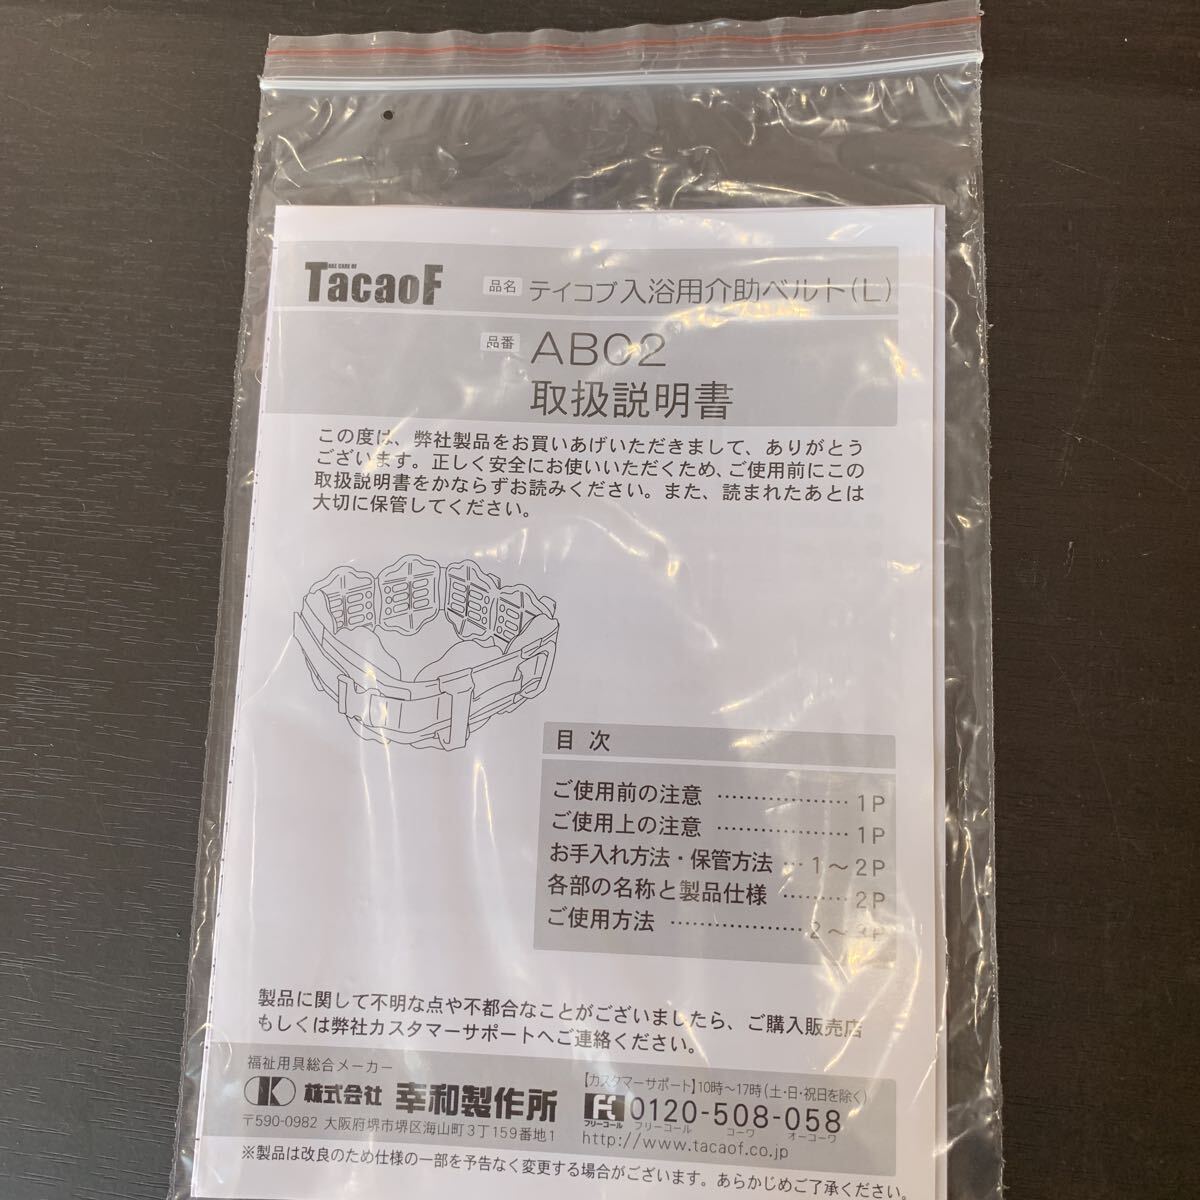 TAKE CARE OF
TacaoF 品名 テイコブ入浴用介助ベルト(L)
品番 AB02
取扱説明書
この度は、弊社製品をお買いあげいただきまして、ありがとう
ございます。正しく安全にお使いいただくため、ご使用前にこの
取扱説明書をかならずお読みください。また、読まれたあとは
大切に保管してください。
目 次
ご使用前の注意 ……………… 1P
ご使用上の注意 ……………… 1P
お手入れ方法・保管方法 … 1～2P
各部の名称と製品仕様 ……… 2P
ご使用方法 ……………… 2～3P
製品に関して不明な点や不都合なことがございましたら、ご購入販売店
もしくは弊社カスタマーサポートへご連絡ください。
福祉用具総合メーカー
株式会社 幸和製作所
〒590-0982 大阪府堺市堺区海山町3丁159番地1
【カスタマーサポート】10時～17時(土・日・祝日を除く)
フリーコール 0120-508-058
フリーコール コーワ オーコーワ
http://www.tacaof.co.jp
※製品は改良のため仕様の一部を予告なく変更する場合がございます。あらかじめご了承ください。